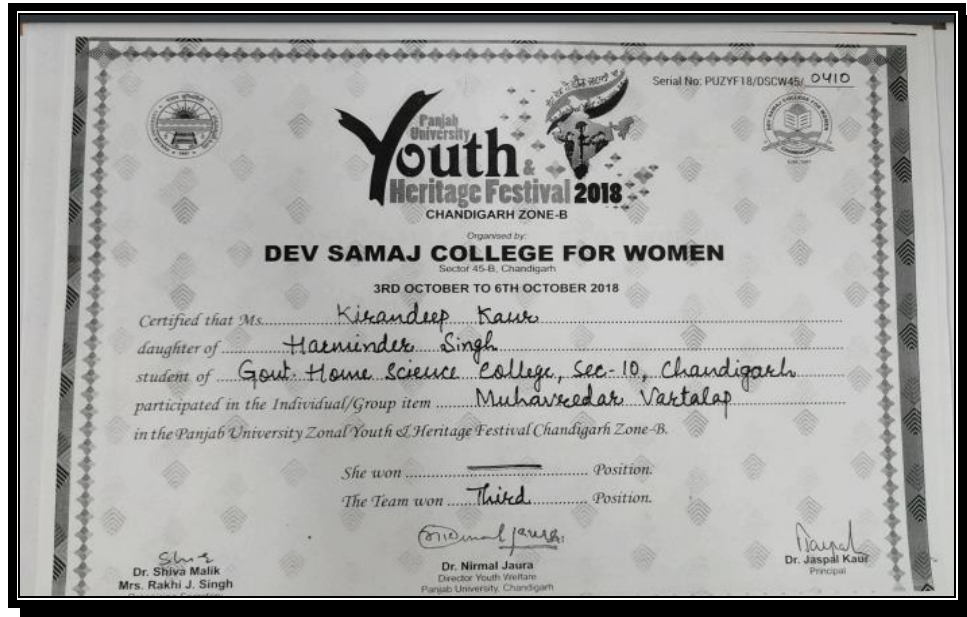 Serial No: PUZYF18/DSCW45/ 0410
Panjab
University
Youth &
Heritage Festival 2018
CHANDIGARH ZONE-B
Organised by:
DEV SAMAJ COLLEGE FOR WOMEN
Sector 45-B, Chandigarh
3RD OCTOBER TO 6TH OCTOBER 2018
Certified that Ms. Kirandeep Kaur
daughter of Harminder Singh
student of Govt. Home Science College, Sec-10, Chandigarh
participated in the Individual/Group item Muhavredar Vartalap
in the Panjab University Zonal Youth & Heritage Festival Chandigarh Zone-B.
She won Position.
The Team won Third Position.
Dr. Shiva Malik
Mrs. Rakhi J. Singh
Dr. Nirmal Jaura
Director Youth Welfare
Panjab University, Chandigarh
Dr. Jaspal Kaur
Principal